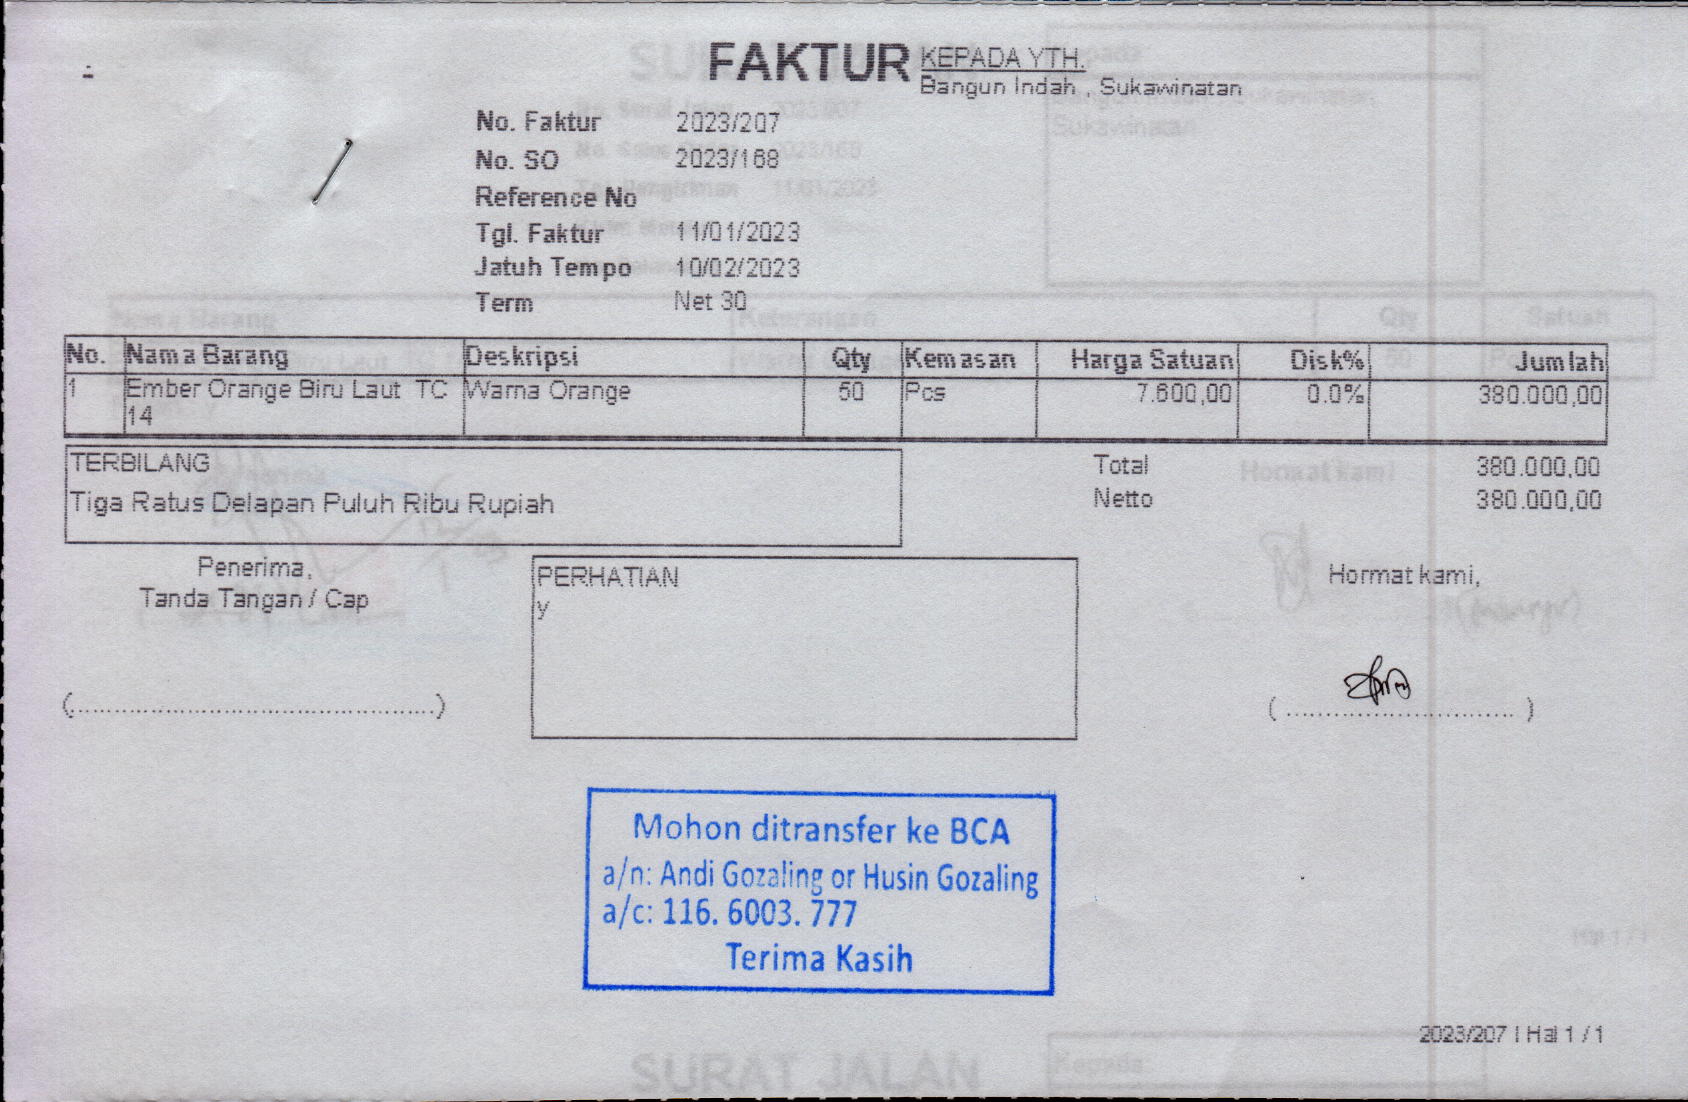 FAKTUR
KEPADA YTH.
Bangun Indah , Sukawinatan
No. Faktur 2023/207
No. SO 2023/168
Reference No
Tgl. Faktur 11/01/2023
Jatuh Tempo 10/02/2023
Term Net 30
No. Nama Barang Deskripsi Qty Kemasan Harga Satuan Disk% Jumlah
1 Ember Orange Biru Laut TC Warna Orange 50 Pcs 7.600,00 0.0% 380.000,00
14
TERBILANG
Tiga Ratus Delapan Puluh Ribu Rupiah
Total 380.000,00
Netto 380.000,00
Penerima,
Tanda Tangan / Cap
PERHATIAN
y
Hormat kami,
(..............................................)
( ............................. )
Mohon ditransfer ke BCA
a/n: Andi Gozaling or Husin Gozaling
a/c: 116. 6003. 777
Terima Kasih
2023/207 | Hal 1 / 1
SURAT JALAN
Kepada